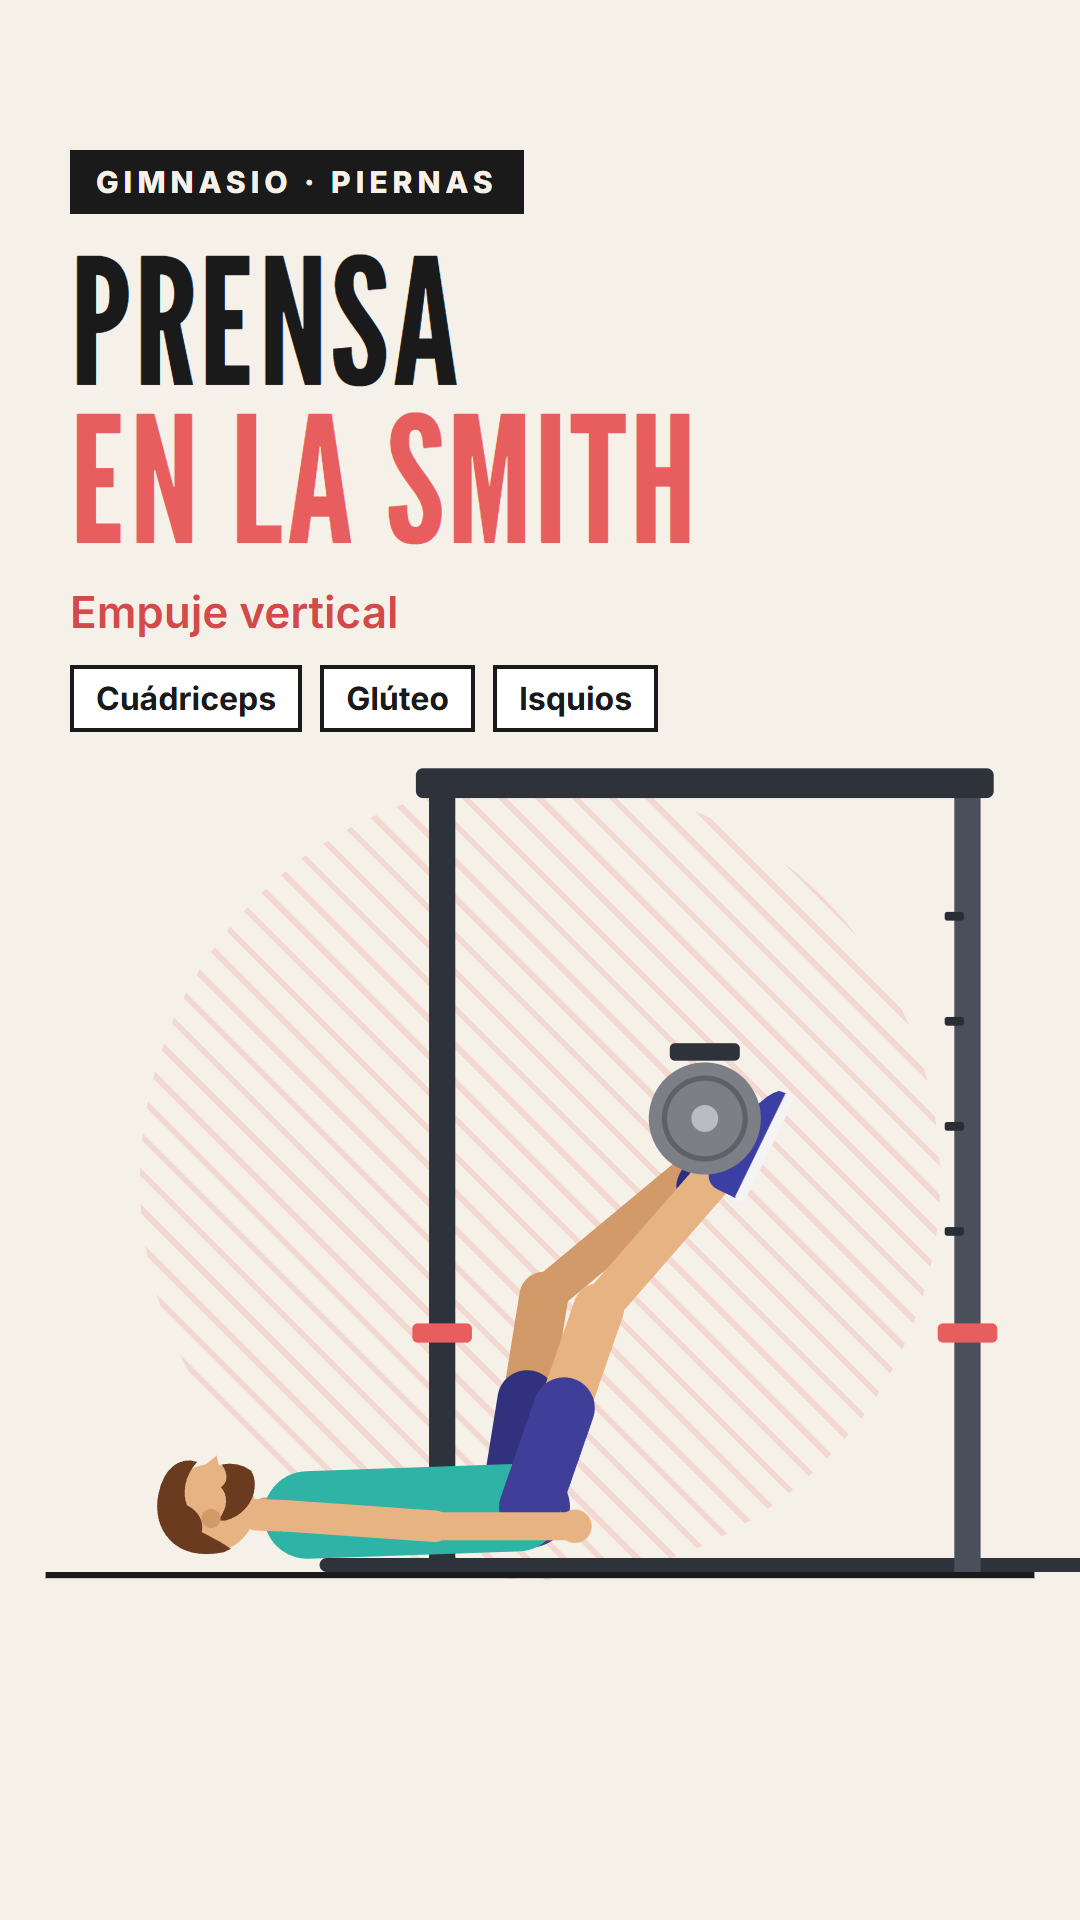 GIMNASIO · PIERNAS
PRENSA
EN LA SMITH
Empuje vertical
Cuádriceps Glúteo Isquios